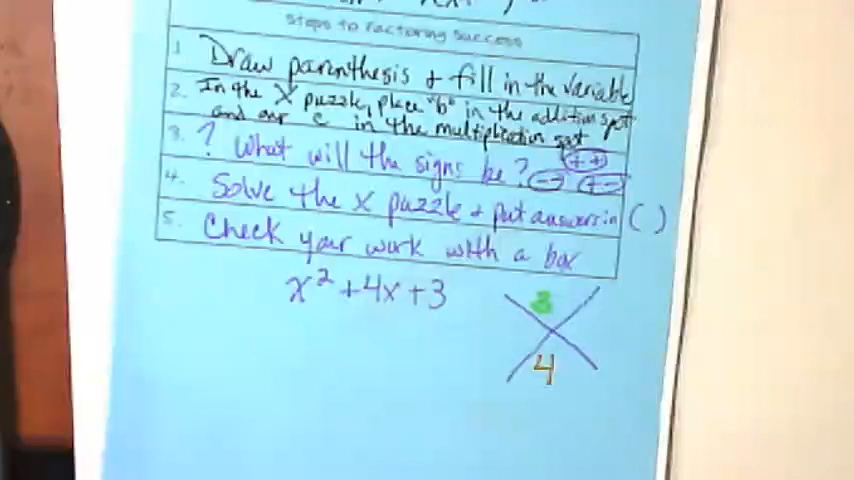 Steps to Factoring Success
1. Draw parenthesis + fill in the variable
2. In the X puzzle, place "b" in the addition spot
and our c in the multiplication spot
3. ? What will the signs be? ++
-- +-
4. Solve the X puzzle + put answers in ( )
5. Check your work with a box
x² +4x +3
3
4